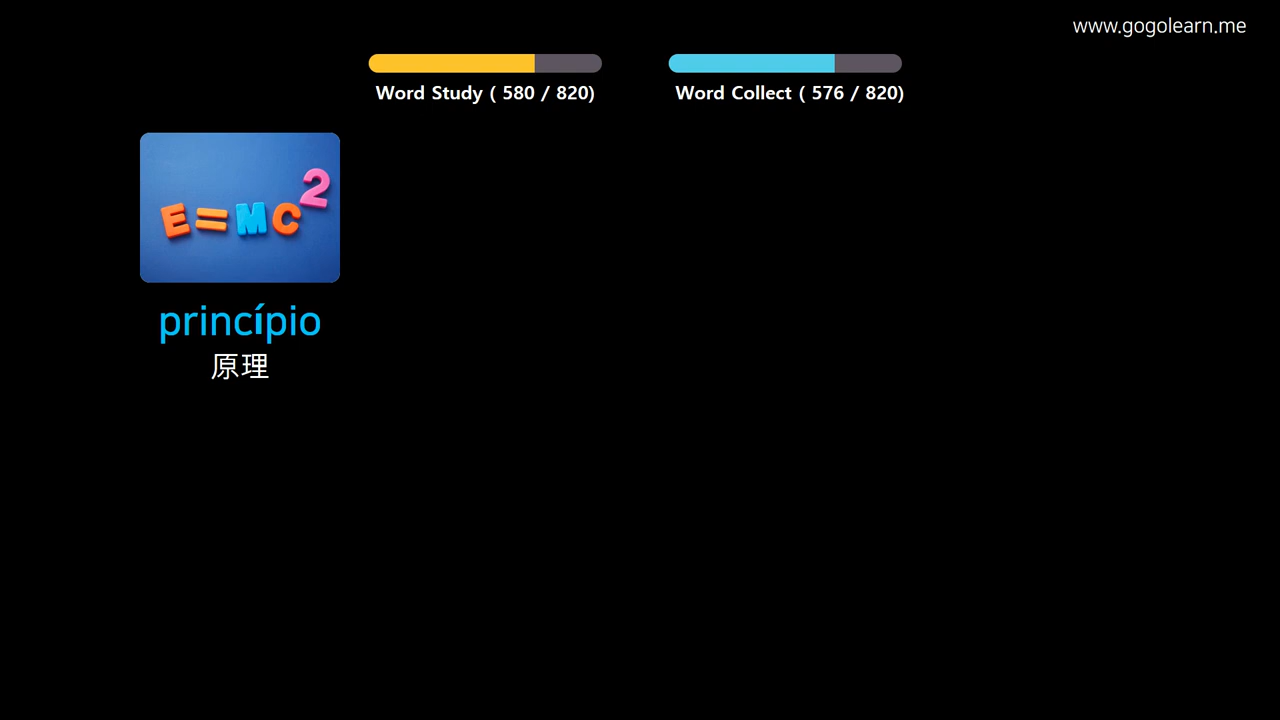 www.gogolearn.me
Word Study ( 580 / 820)
Word Collect ( 576 / 820)
E=MC²
princípio
原理